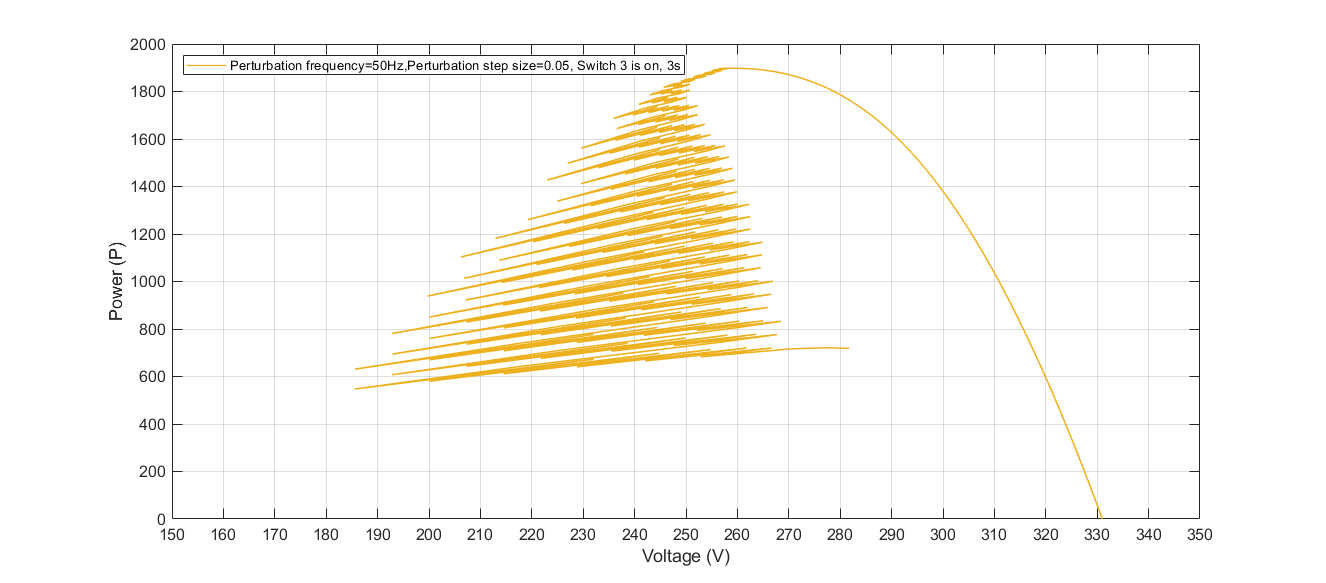 Perturbation frequency=50Hz,Perturbation step size=0.05, Switch 3 is on, 3s
2000
1800
1600
1400
1200
1000
800
600
400
200
0
Power (P)
150 160 170 180 190 200 210 220 230 240 250 260 270 280 290 300 310 320 330 340 350
Voltage (V)